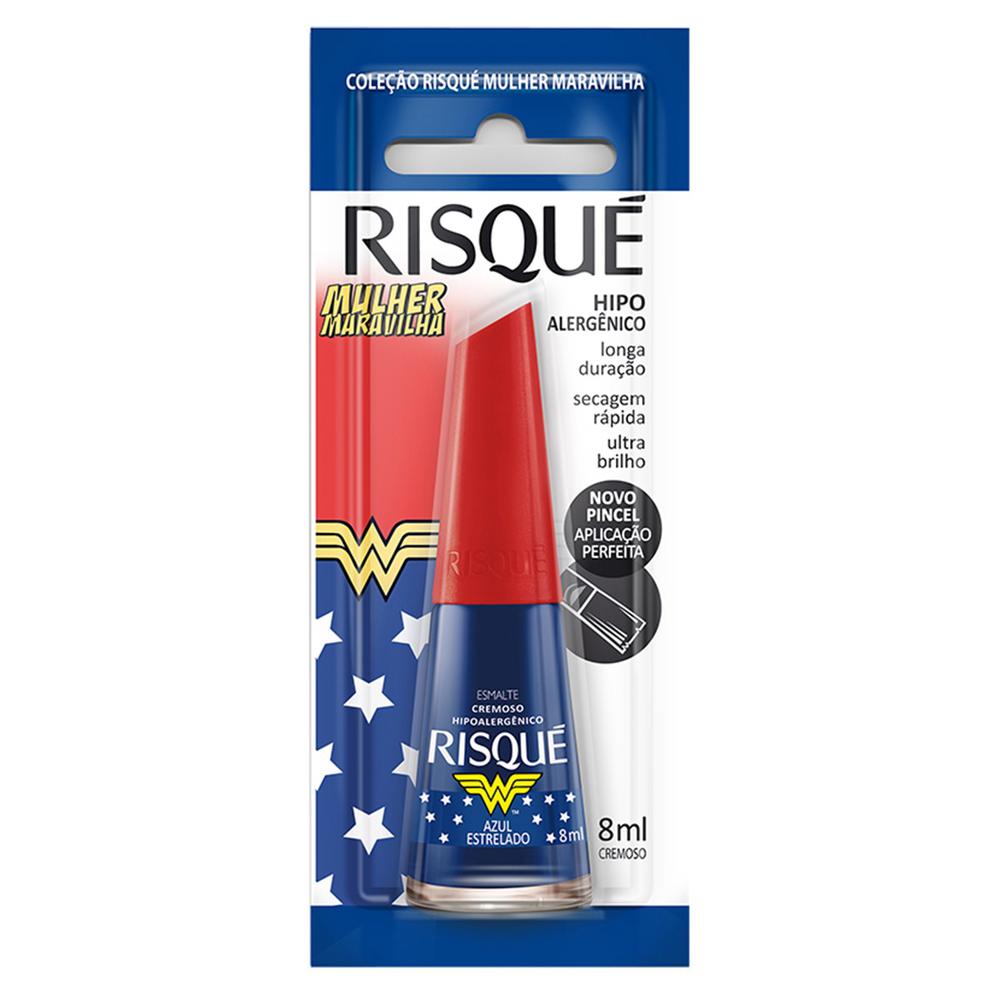 COLEÇÃO RISQUÉ MULHER MARAVILHA
RISQUÉ
MULHER
MARAVILHA
HIPO
ALERGÊNICO
longa
duração
secagem
rápida
ultra
brilho
NOVO
PINCEL
APLICAÇÃO
PERFEITA
RISQUÉ
ESMALTE
CREMOSO
HIPOALERGÊNICO
RISQUÉ
TM
AZUL
ESTRELADO
8ml
8ml
CREMOSO